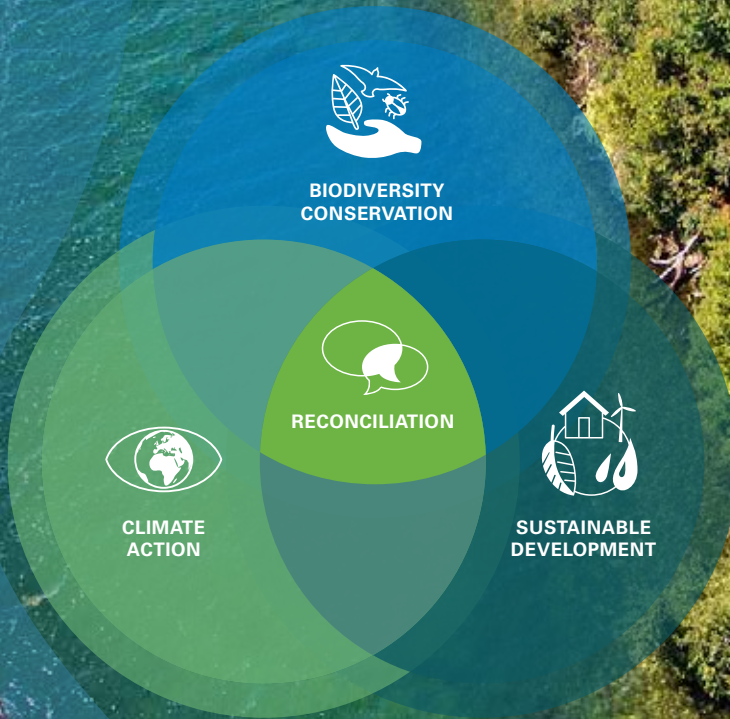 BIODIVERSITY
CONSERVATION
RECONCILIATION
CLIMATE
ACTION
SUSTAINABLE
DEVELOPMENT